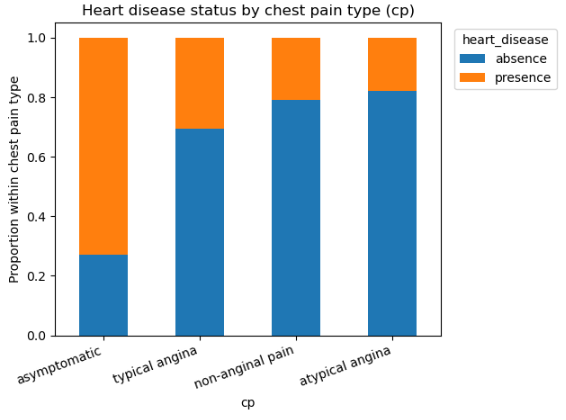 Heart disease status by chest pain type (cp)
heart_disease
absence
presence
Proportion within chest pain type
1.0
0.8
0.6
0.4
0.2
0.0
asymptomatic
typical angina
non-anginal pain
atypical angina
cp